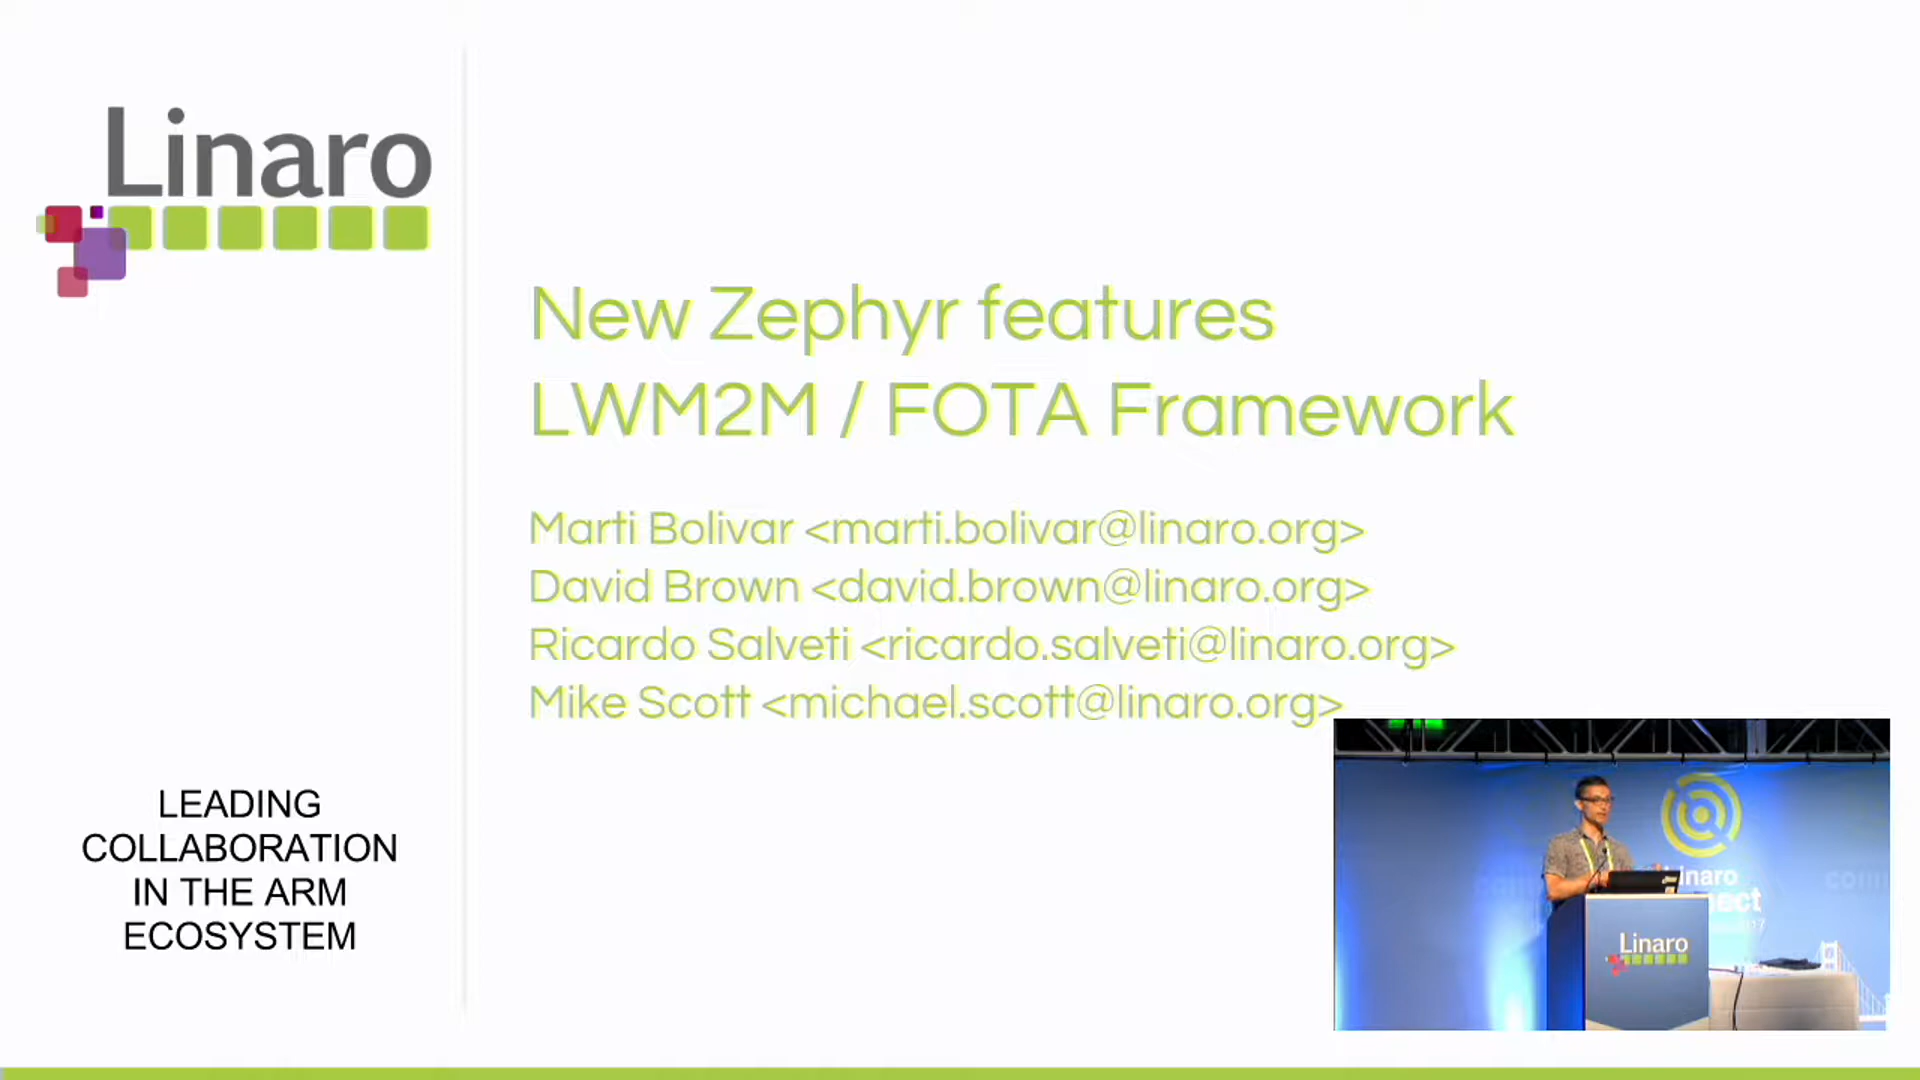 Linaro
New Zephyr features
LWM2M / FOTA Framework
Marti Bolivar <marti.bolivar@linaro.org>
David Brown <david.brown@linaro.org>
Ricardo Salveti <ricardo.salveti@linaro.org>
Mike Scott <michael.scott@linaro.org>
LEADING
COLLABORATION
IN THE ARM
ECOSYSTEM
Linaro